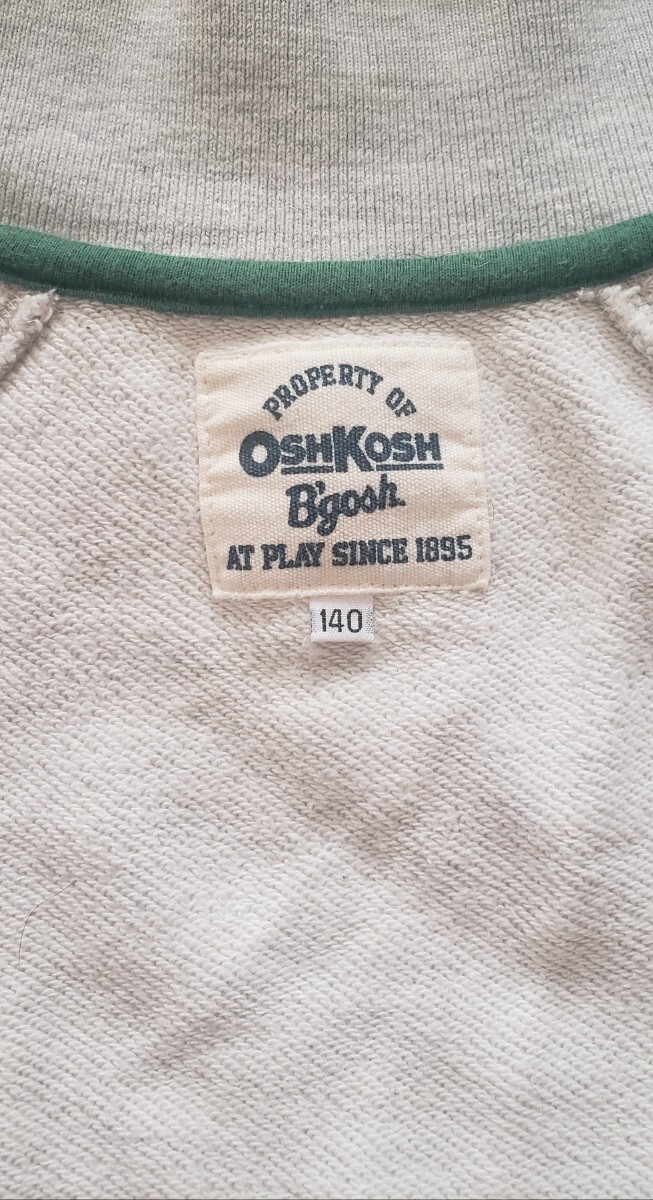 PROPERTY OF
OSHKOSH
B'gosh.
AT PLAY SINCE 1895
140